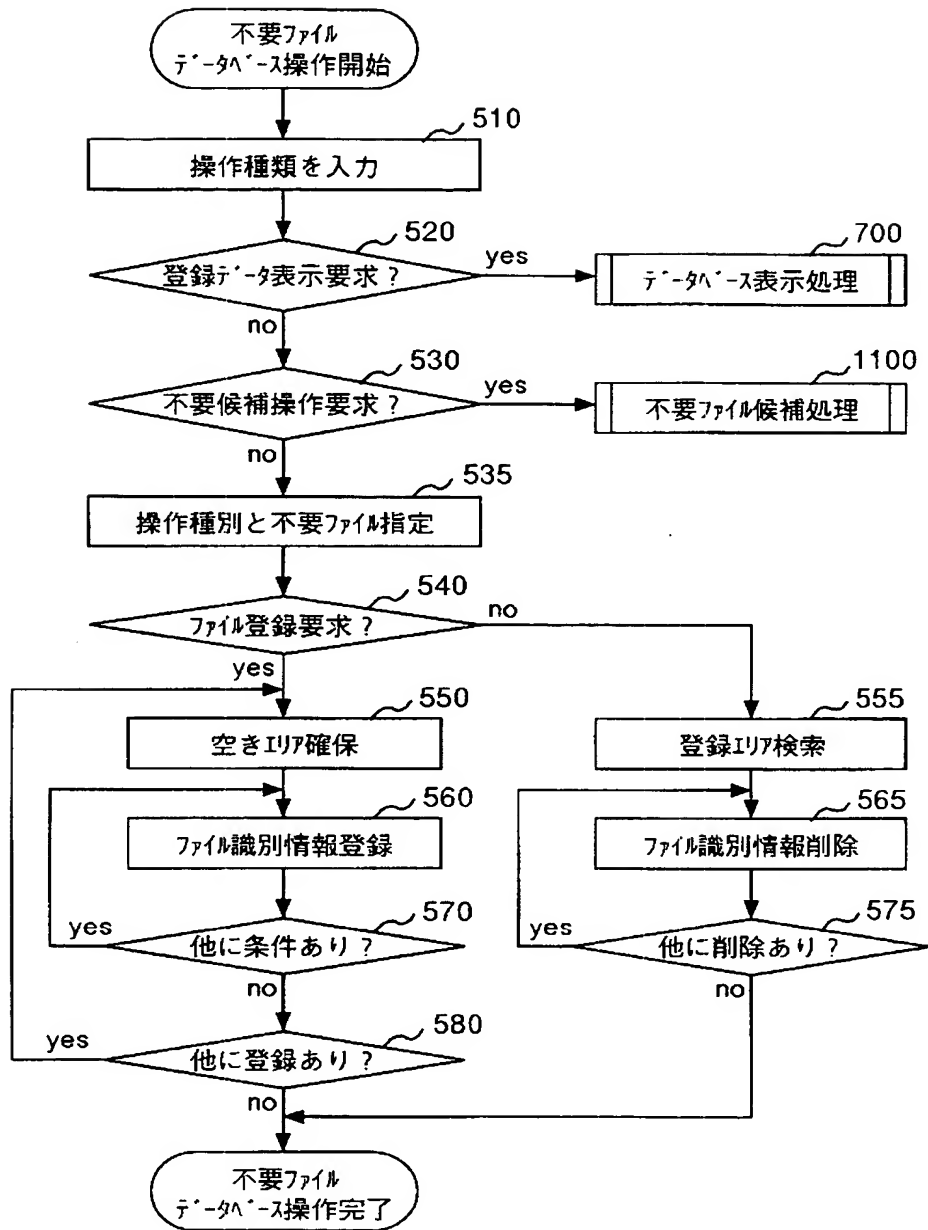 不要ファイル
データベース操作開始
510
操作種類を入力
520
登録データ表示要求？
yes
700
データベース表示処理
no
530
不要候補操作要求？
yes
1100
不要ファイル候補処理
no
535
操作種別と不要ファイル指定
540
ファイル登録要求？
no
yes
550
空きエリア確保
555
登録エリア検索
560
ファイル識別情報登録
565
ファイル識別情報削除
570
yes
他に条件あり？
575
yes
他に削除あり？
no
no
580
yes
他に登録あり？
no
不要ファイル
データベース操作完了